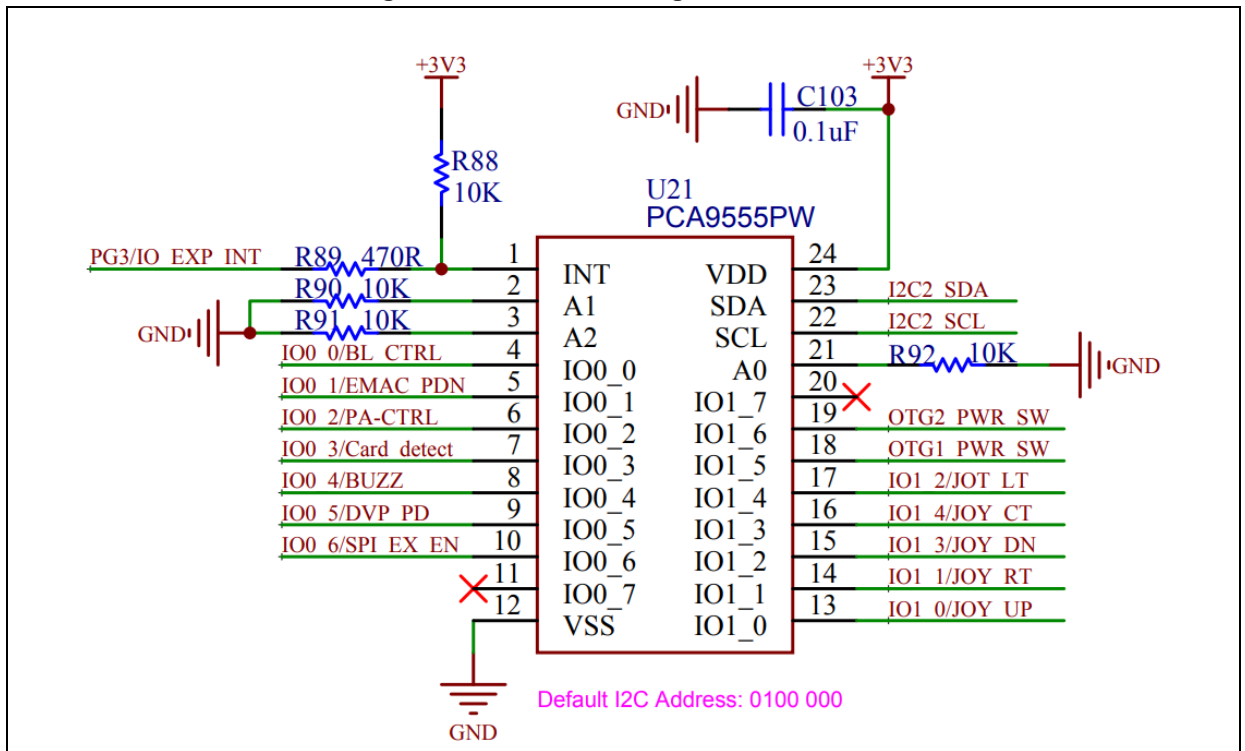 +3V3
+3V3
GND
C103
0.1uF
R88
10K
U21
PCA9555PW
PG3/IO EXP INT
R89 470R
1
INT
VDD
24
R90 10K
2
A1
SDA
23
I2C2 SDA
GND
R91 10K
3
A2
SCL
22
I2C2 SCL
IO0 0/BL CTRL
4
IO0_0
A0
21
R92 10K
GND
IO0 1/EMAC PDN
5
IO0_1
IO1_7
20
IO0 2/PA-CTRL
6
IO0_2
IO1_6
19
OTG2 PWR SW
IO0 3/Card detect
7
IO0_3
IO1_5
18
OTG1 PWR SW
IO0 4/BUZZ
8
IO0_4
IO1_4
17
IO1 2/JOT LT
IO0 5/DVP PD
9
IO0_5
IO1_3
16
IO1 4/JOY CT
IO0 6/SPI EX EN
10
IO0_6
IO1_2
15
IO1 3/JOY DN
11
IO0_7
IO1_1
14
IO1 1/JOY RT
12
VSS
IO1_0
13
IO1 0/JOY UP
GND
Default I2C Address: 0100 000